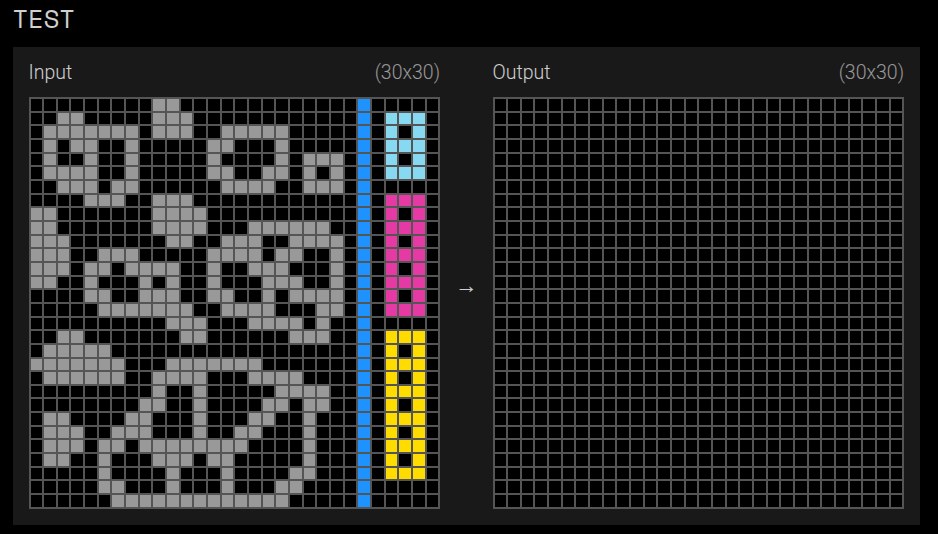 TEST
Input (30x30) Output (30x30)
→